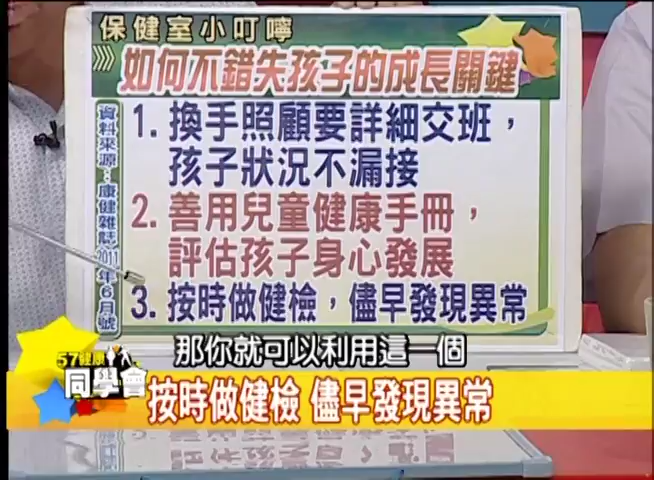 保健室小叮嚀
如何不錯失孩子的成長關鍵
資料來源：康健雜誌2011年6月號
1. 換手照顧要詳細交班，
孩子狀況不漏接
2. 善用兒童健康手冊，
評估孩子身心發展
3. 按時做健檢，儘早發現異常
那你就可以利用這一個
57健康
同學會
按時做健檢 儘早發現異常